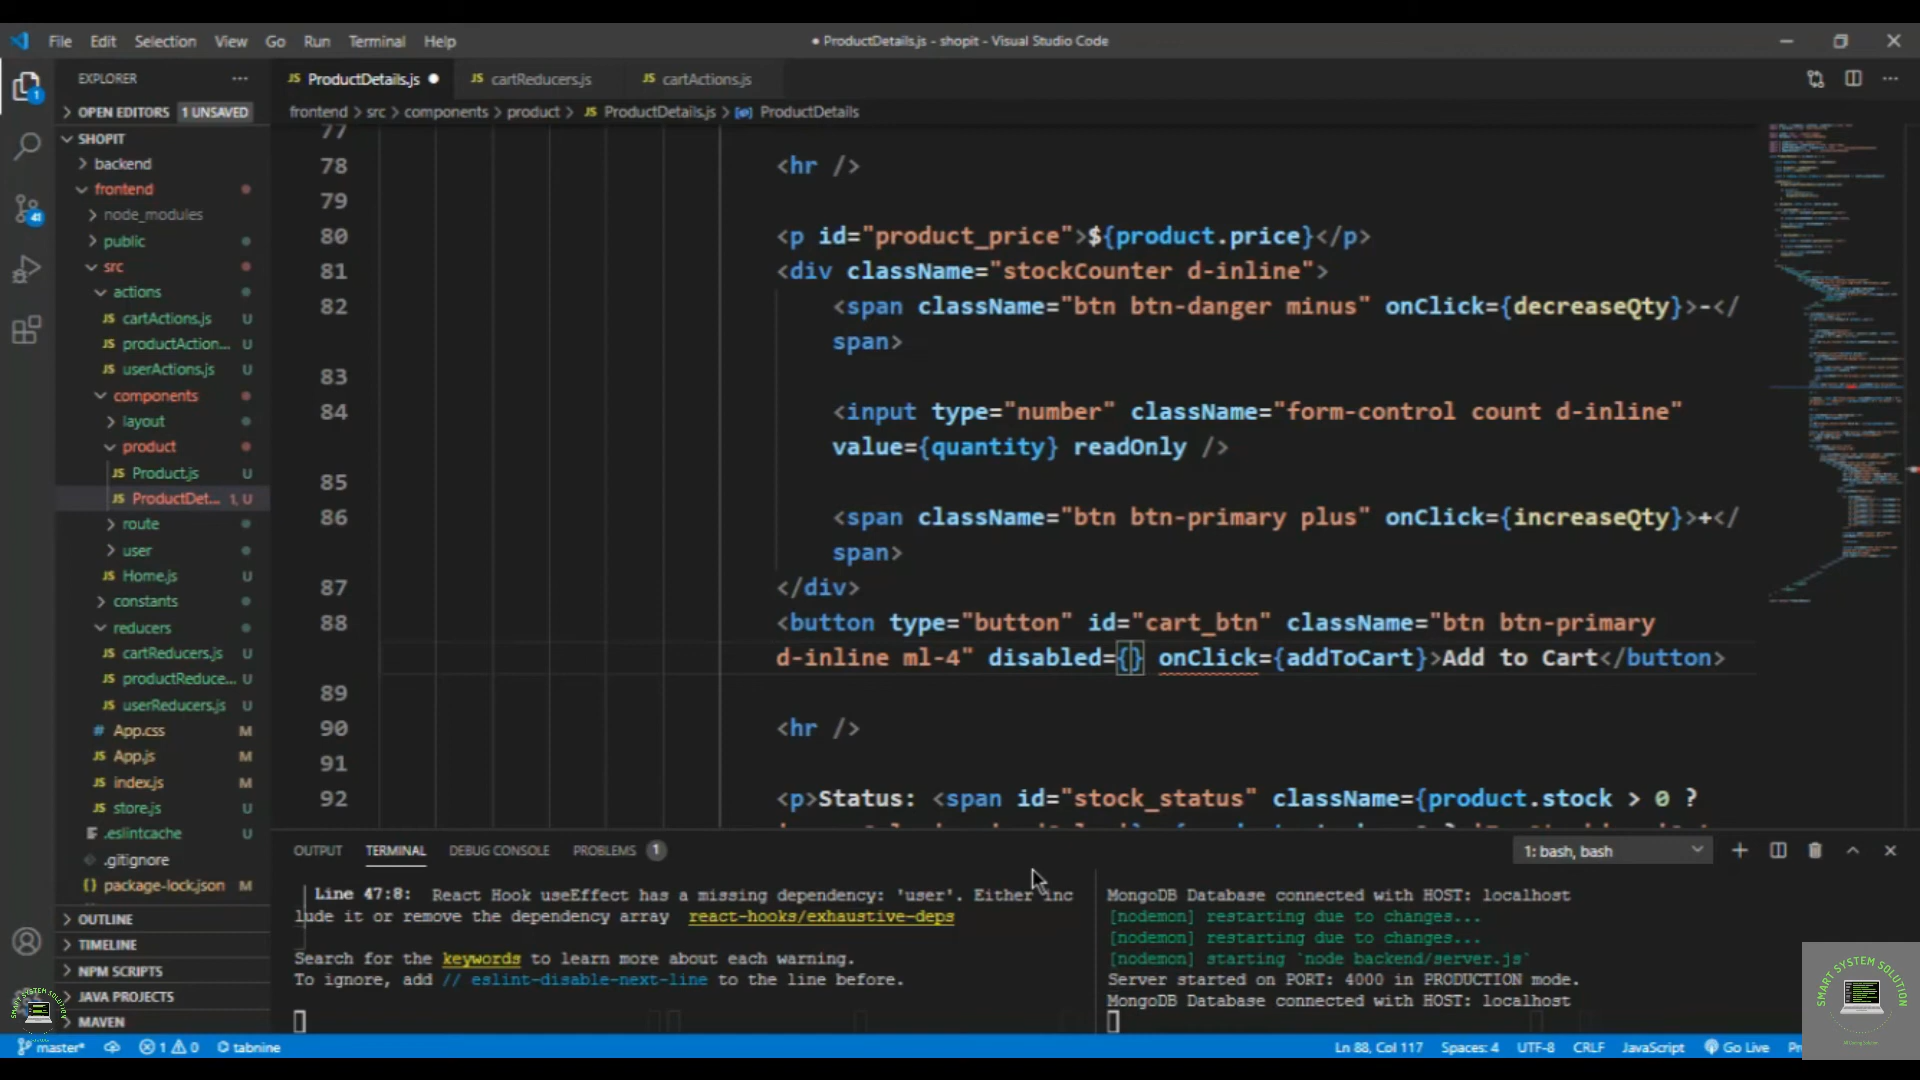 File Edit Selection View Go Run Terminal Help
● ProductDetails.js - shopit - Visual Studio Code
EXPLORER ···
ProductDetails.js ●
cartReducers.js
cartActions.js
OPEN EDITORS 1 UNSAVED
frontend > src > components > product > ProductDetails.js > ProductDetails
SHOPIT
backend
frontend
node_modules
public
src
actions
cartActions.js U
productAction... U
userActions.js U
components
layout
product
Product.js U
ProductDet... 1, U
route
user
Home.js U
constants
reducers
cartReducers.js U
productReduce... U
userReducers.js U
App.css M
App.js M
index.js M
store.js U
.eslintcache U
.gitignore
package-lock.json M
OUTLINE
TIMELINE
NPM SCRIPTS
JAVA PROJECTS
MAVEN
77
78 <hr />
79
80 <p id="product_price">${product.price}</p>
81 <div className="stockCounter d-inline">
82 <span className="btn btn-danger minus" onClick={decreaseQty}>-</
span>
83
84 <input type="number" className="form-control count d-inline"
value={quantity} readOnly />
85
86 <span className="btn btn-primary plus" onClick={increaseQty}>+</
span>
87 </div>
88 <button type="button" id="cart_btn" className="btn btn-primary
d-inline ml-4" disabled={} onClick={addToCart}>Add to Cart</button>
89
90 <hr />
91
92 <p>Status: <span id="stock_status" className={product.stock > 0 ?
OUTPUT TERMINAL DEBUG CONSOLE PROBLEMS 1
1: bash, bash
Line 47:8: React Hook useEffect has a missing dependency: 'user'. Either inc
lude it or remove the dependency array react-hooks/exhaustive-deps
Search for the keywords to learn more about each warning.
To ignore, add // eslint-disable-next-line to the line before.
MongoDB Database connected with HOST: localhost
[nodemon] restarting due to changes...
[nodemon] restarting due to changes...
[nodemon] starting `node backend/server.js`
Server started on PORT: 4000 in PRODUCTION mode.
MongoDB Database connected with HOST: localhost
master* 1 0 tabnine
Ln 88, Col 117 Spaces: 4 UTF-8 CRLF JavaScript Go Live
1
41
SMART SYSTEM SOLUTION